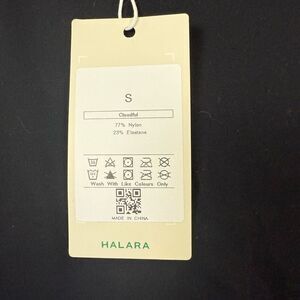 S
Cloudful
77% Nylon
23% Elastane
Wash With Like Colours Only
MADE IN CHINA
HALARA